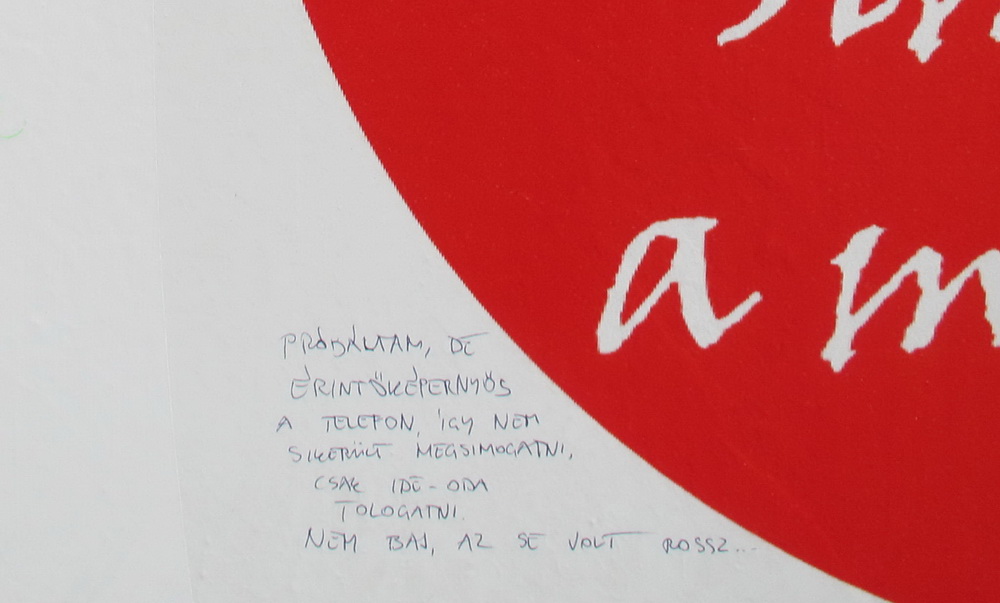 a m
PRÓBÁLTAM, DE
ÉRINTŐKÉPERNYŐS
A TELEFON, ÍGY NEM
SIKERÜLT MEGSIMOGATNI,
CSAK IDE-ODA
TOLOGATNI.
NEM BAJ, AZ SE VOLT ROSSZ...